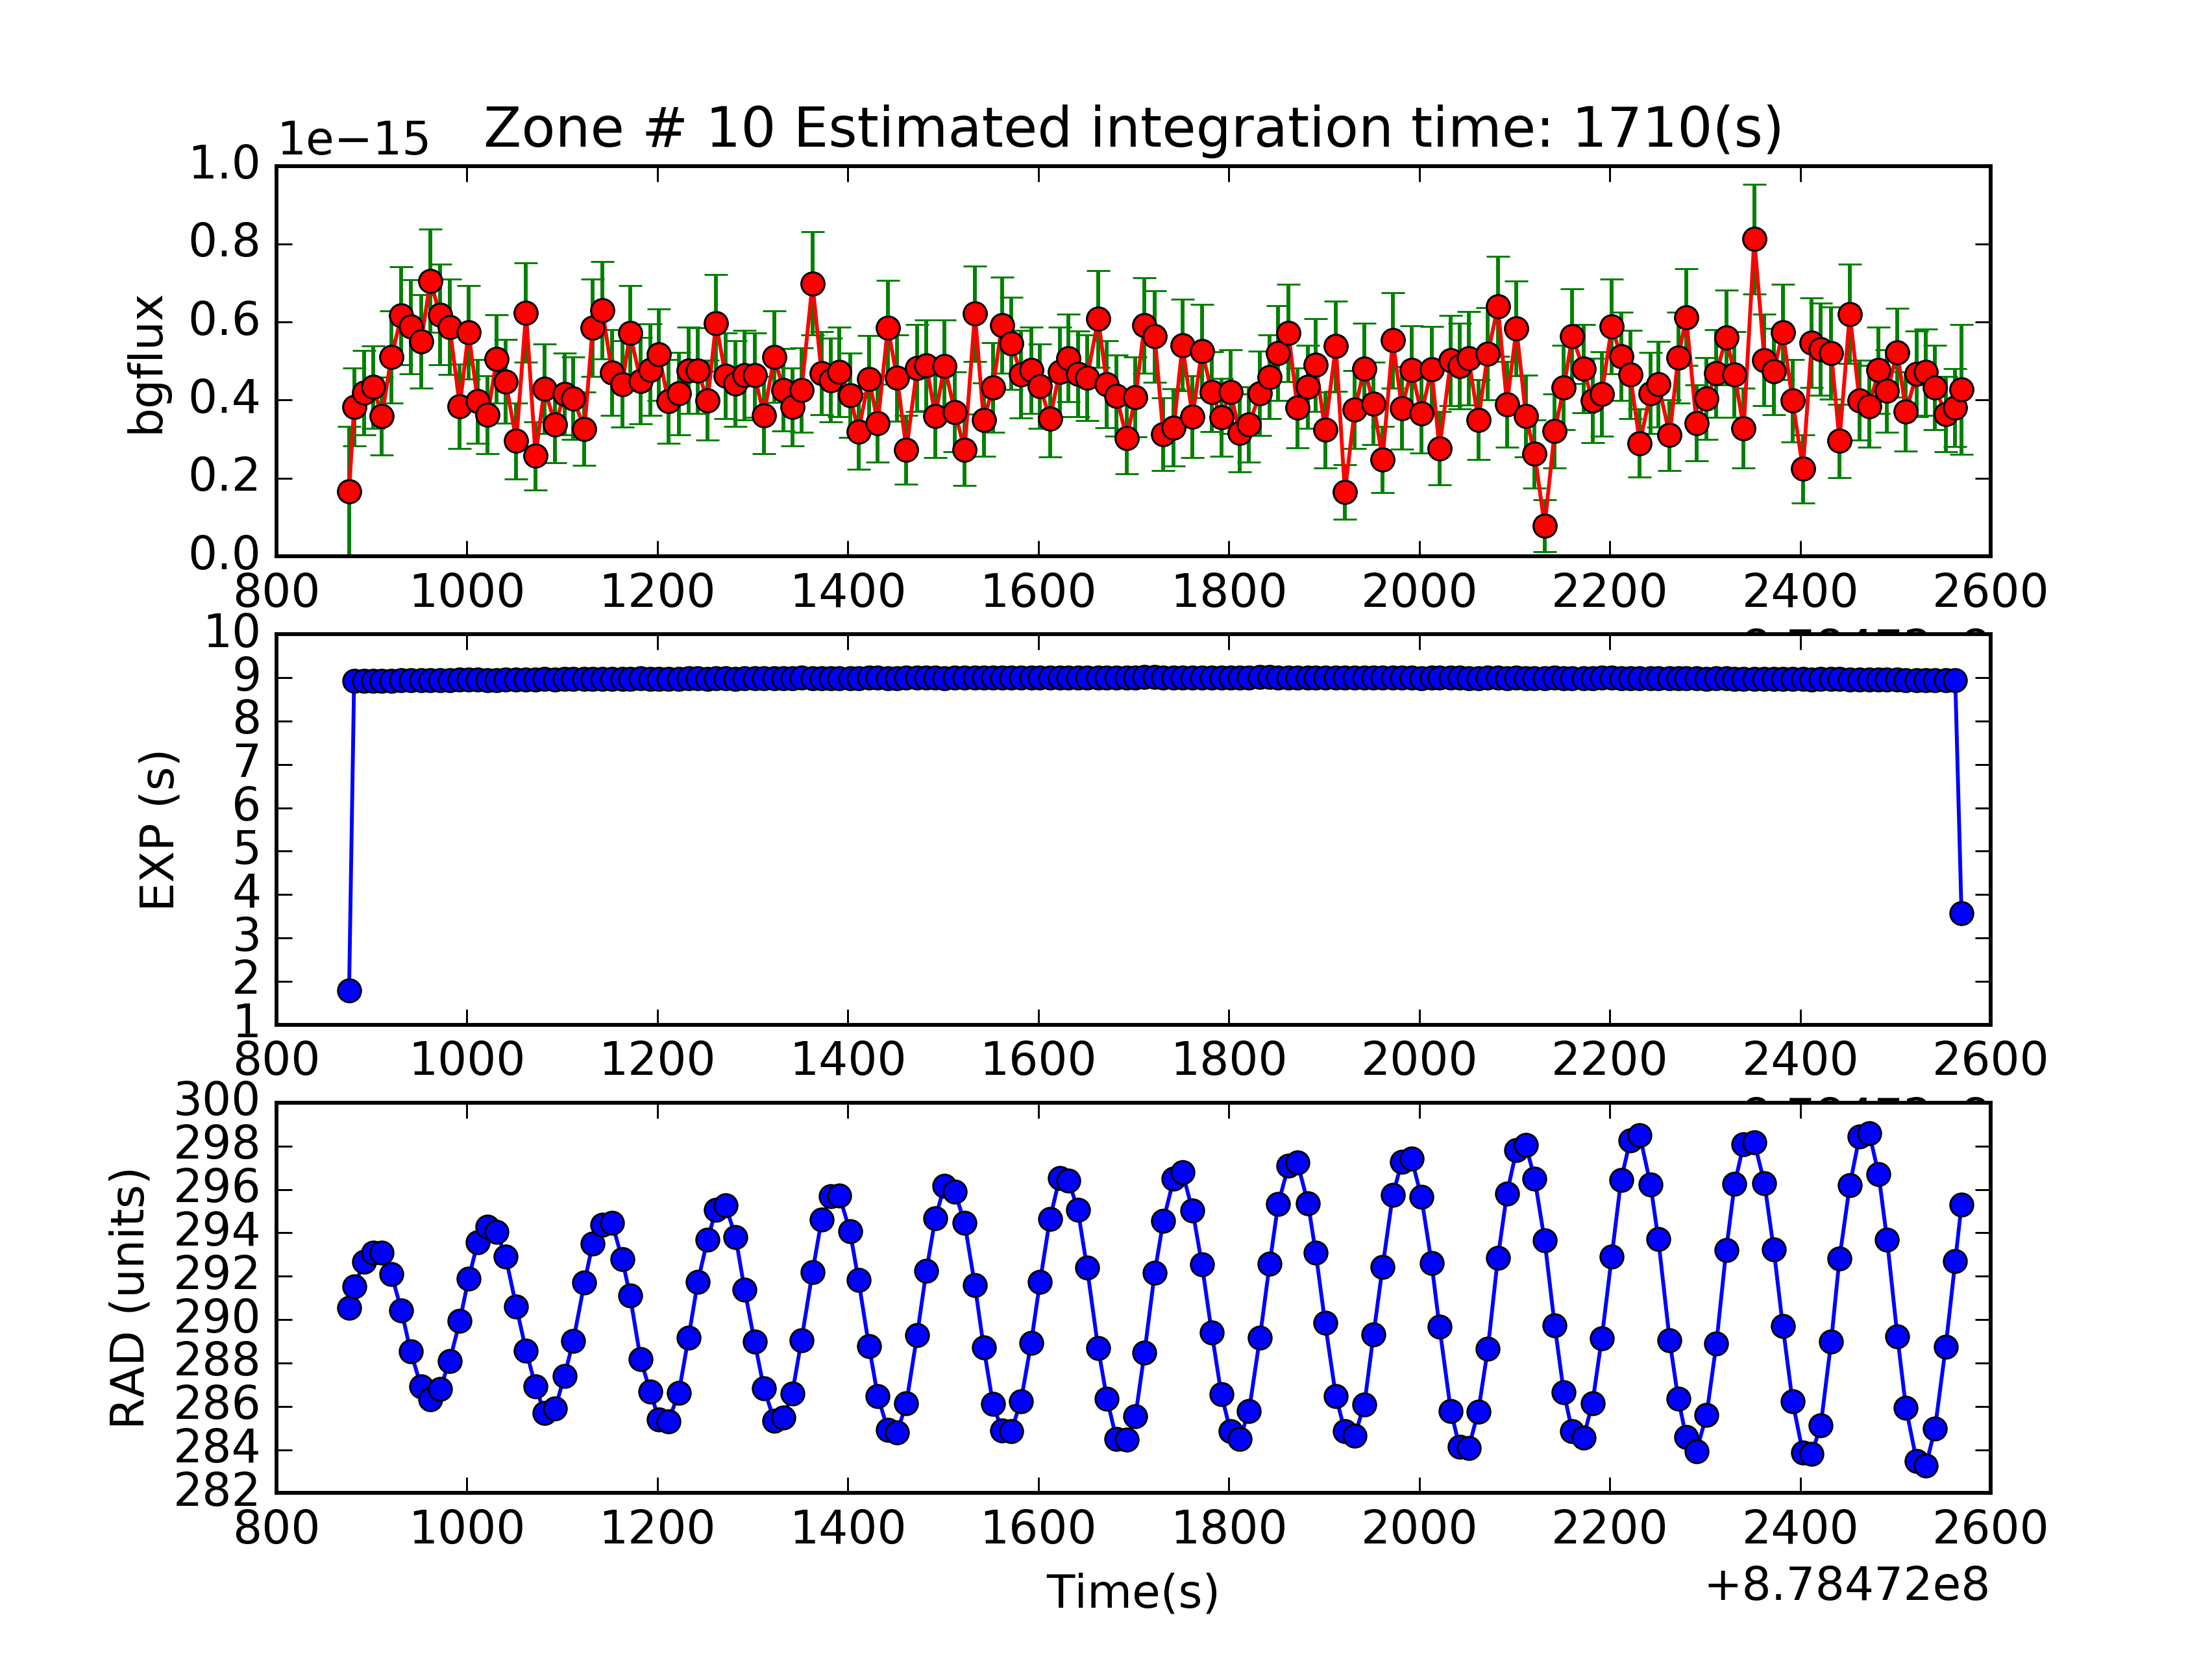 Zone # 10 Estimated integration time: 1710(s)
1e−15
1.0
0.8
0.6
0.4
0.2
0.0
bgflux
800 1000 1200 1400 1600 1800 2000 2200 2400 2600
10
9
8
7
6
5
4
3
2
1
EXP (s)
800 1000 1200 1400 1600 1800 2000 2200 2400 2600
300
298
296
294
292
290
288
286
284
282
RAD (units)
800 1000 1200 1400 1600 1800 2000 2200 2400 2600
Time(s)
+8.78472e8